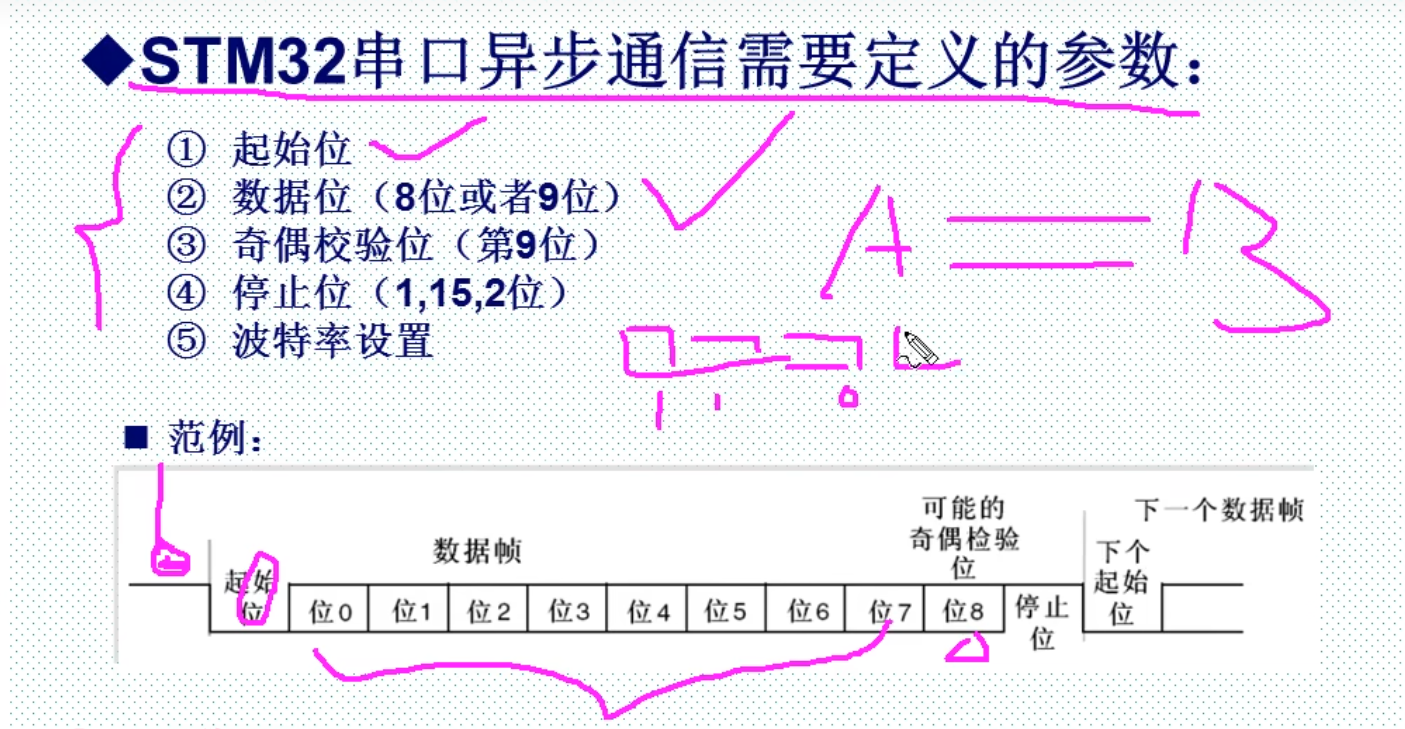 ◆STM32串口异步通信需要定义的参数:
① 起始位
② 数据位（8位或者9位）
③ 奇偶校验位（第9位）
④ 停止位（1,15,2位）
⑤ 波特率设置
A B
1 1 0
■ 范例:
数据帧
可能的
奇偶检验
位
下一个数据帧
起始
位
位0 位1 位2 位3 位4 位5 位6 位7 位8
停止
位
下个
起始
位